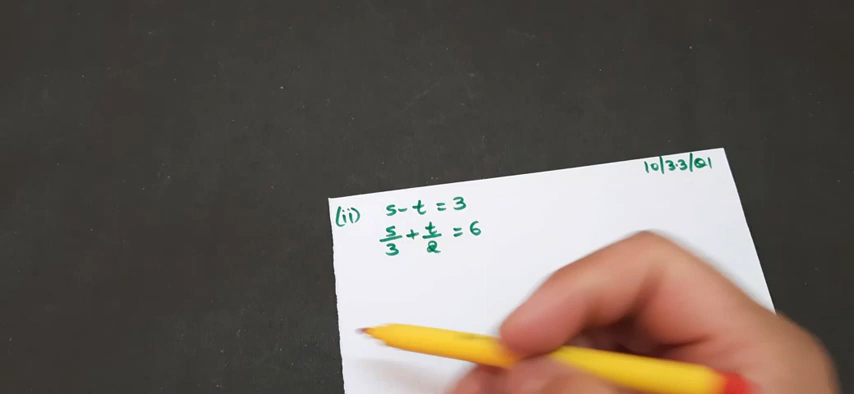 10/3.3/Q1
(ii) s - t = 3
s/3 + t/2 = 6